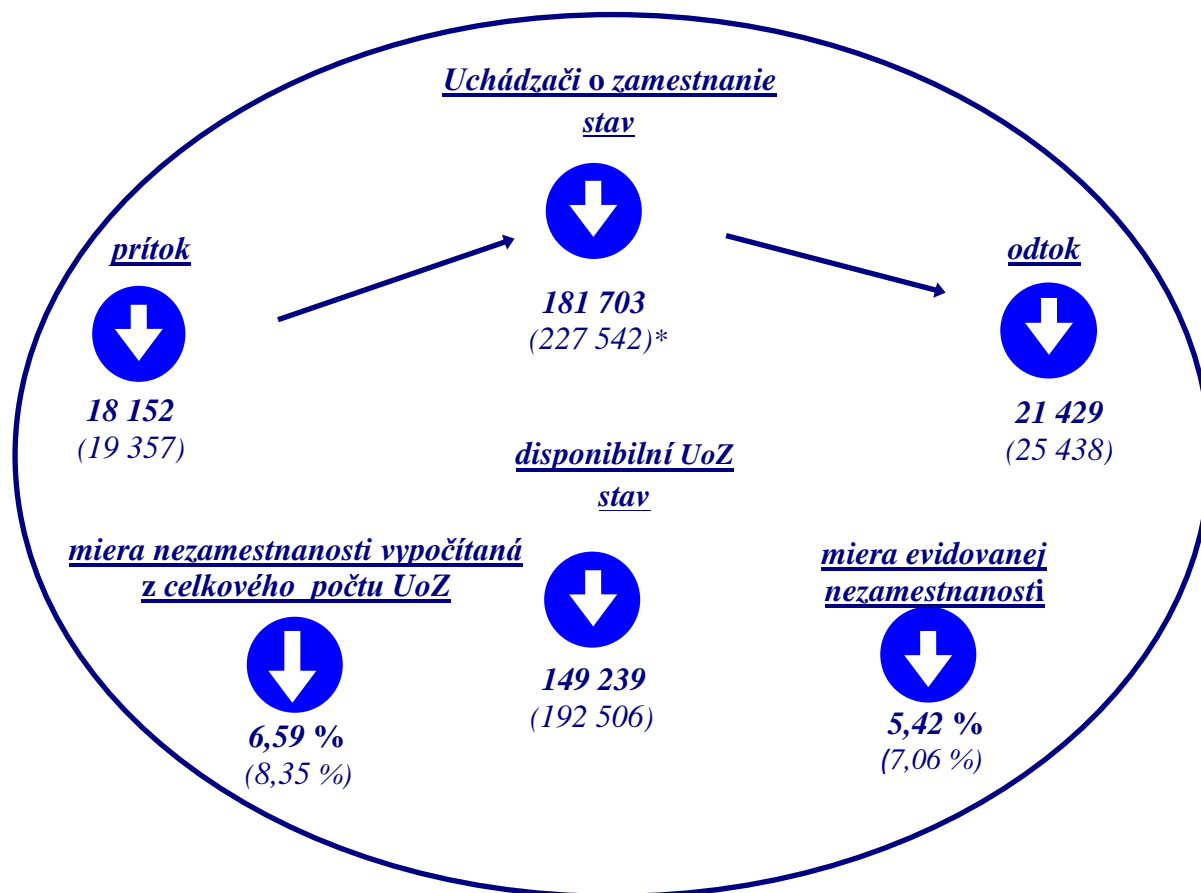 Uchádzači o zamestnanie
stav
181 703
(227 542)*
prítok
18 152
(19 357)
odtok
21 429
(25 438)
disponibilní UoZ
stav
149 239
(192 506)
miera nezamestnanosti vypočítaná
z celkového počtu UoZ
6,59 %
(8,35 %)
miera evidovanej
nezamestnanosti
5,42 %
(7,06 %)